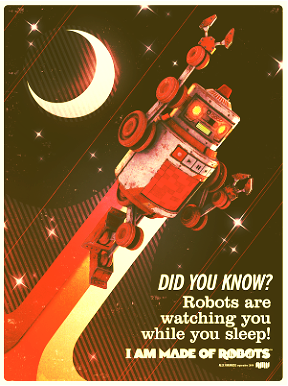 DID YOU KNOW?
Robots are
watching you
while you sleep!
I AM MADE OF ROBOTS